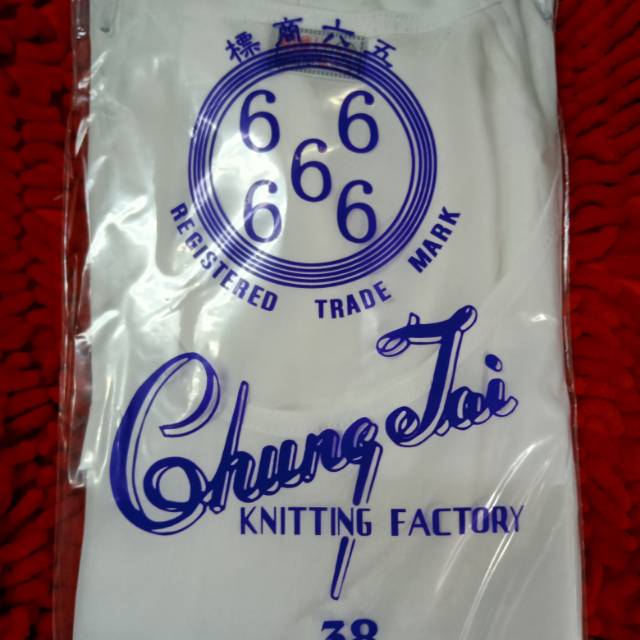 五六商標
6 6
6
6 6
REGISTERED TRADE MARK
Chung Tai
KNITTING FACTORY
38